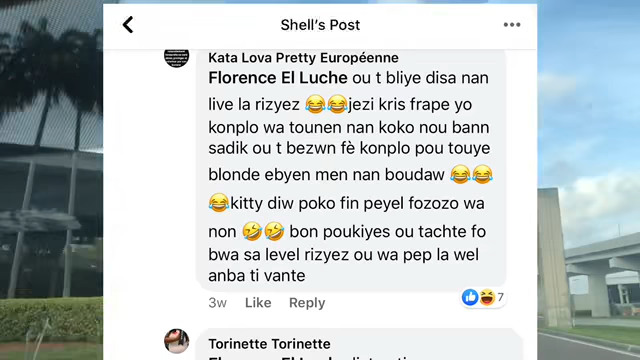 Shell's Post
Kata Lova Pretty Européenne
Florence El Luche ou t bliye disa nan
live la rizyez 😂😂jezi kris frape yo
konplo wa tounen nan koko nou bann
sadik ou t bezwn fè konplo pou touye
blonde ebyen men nan boudaw 😂😂
😂kitty diw poko fin peyel fozozo wa
non 🤣🤣 bon poukiyes ou tachte fo
bwa sa level rizyez ou wa pep la wel
anba ti vante
3w Like Reply 7
Torinette Torinette